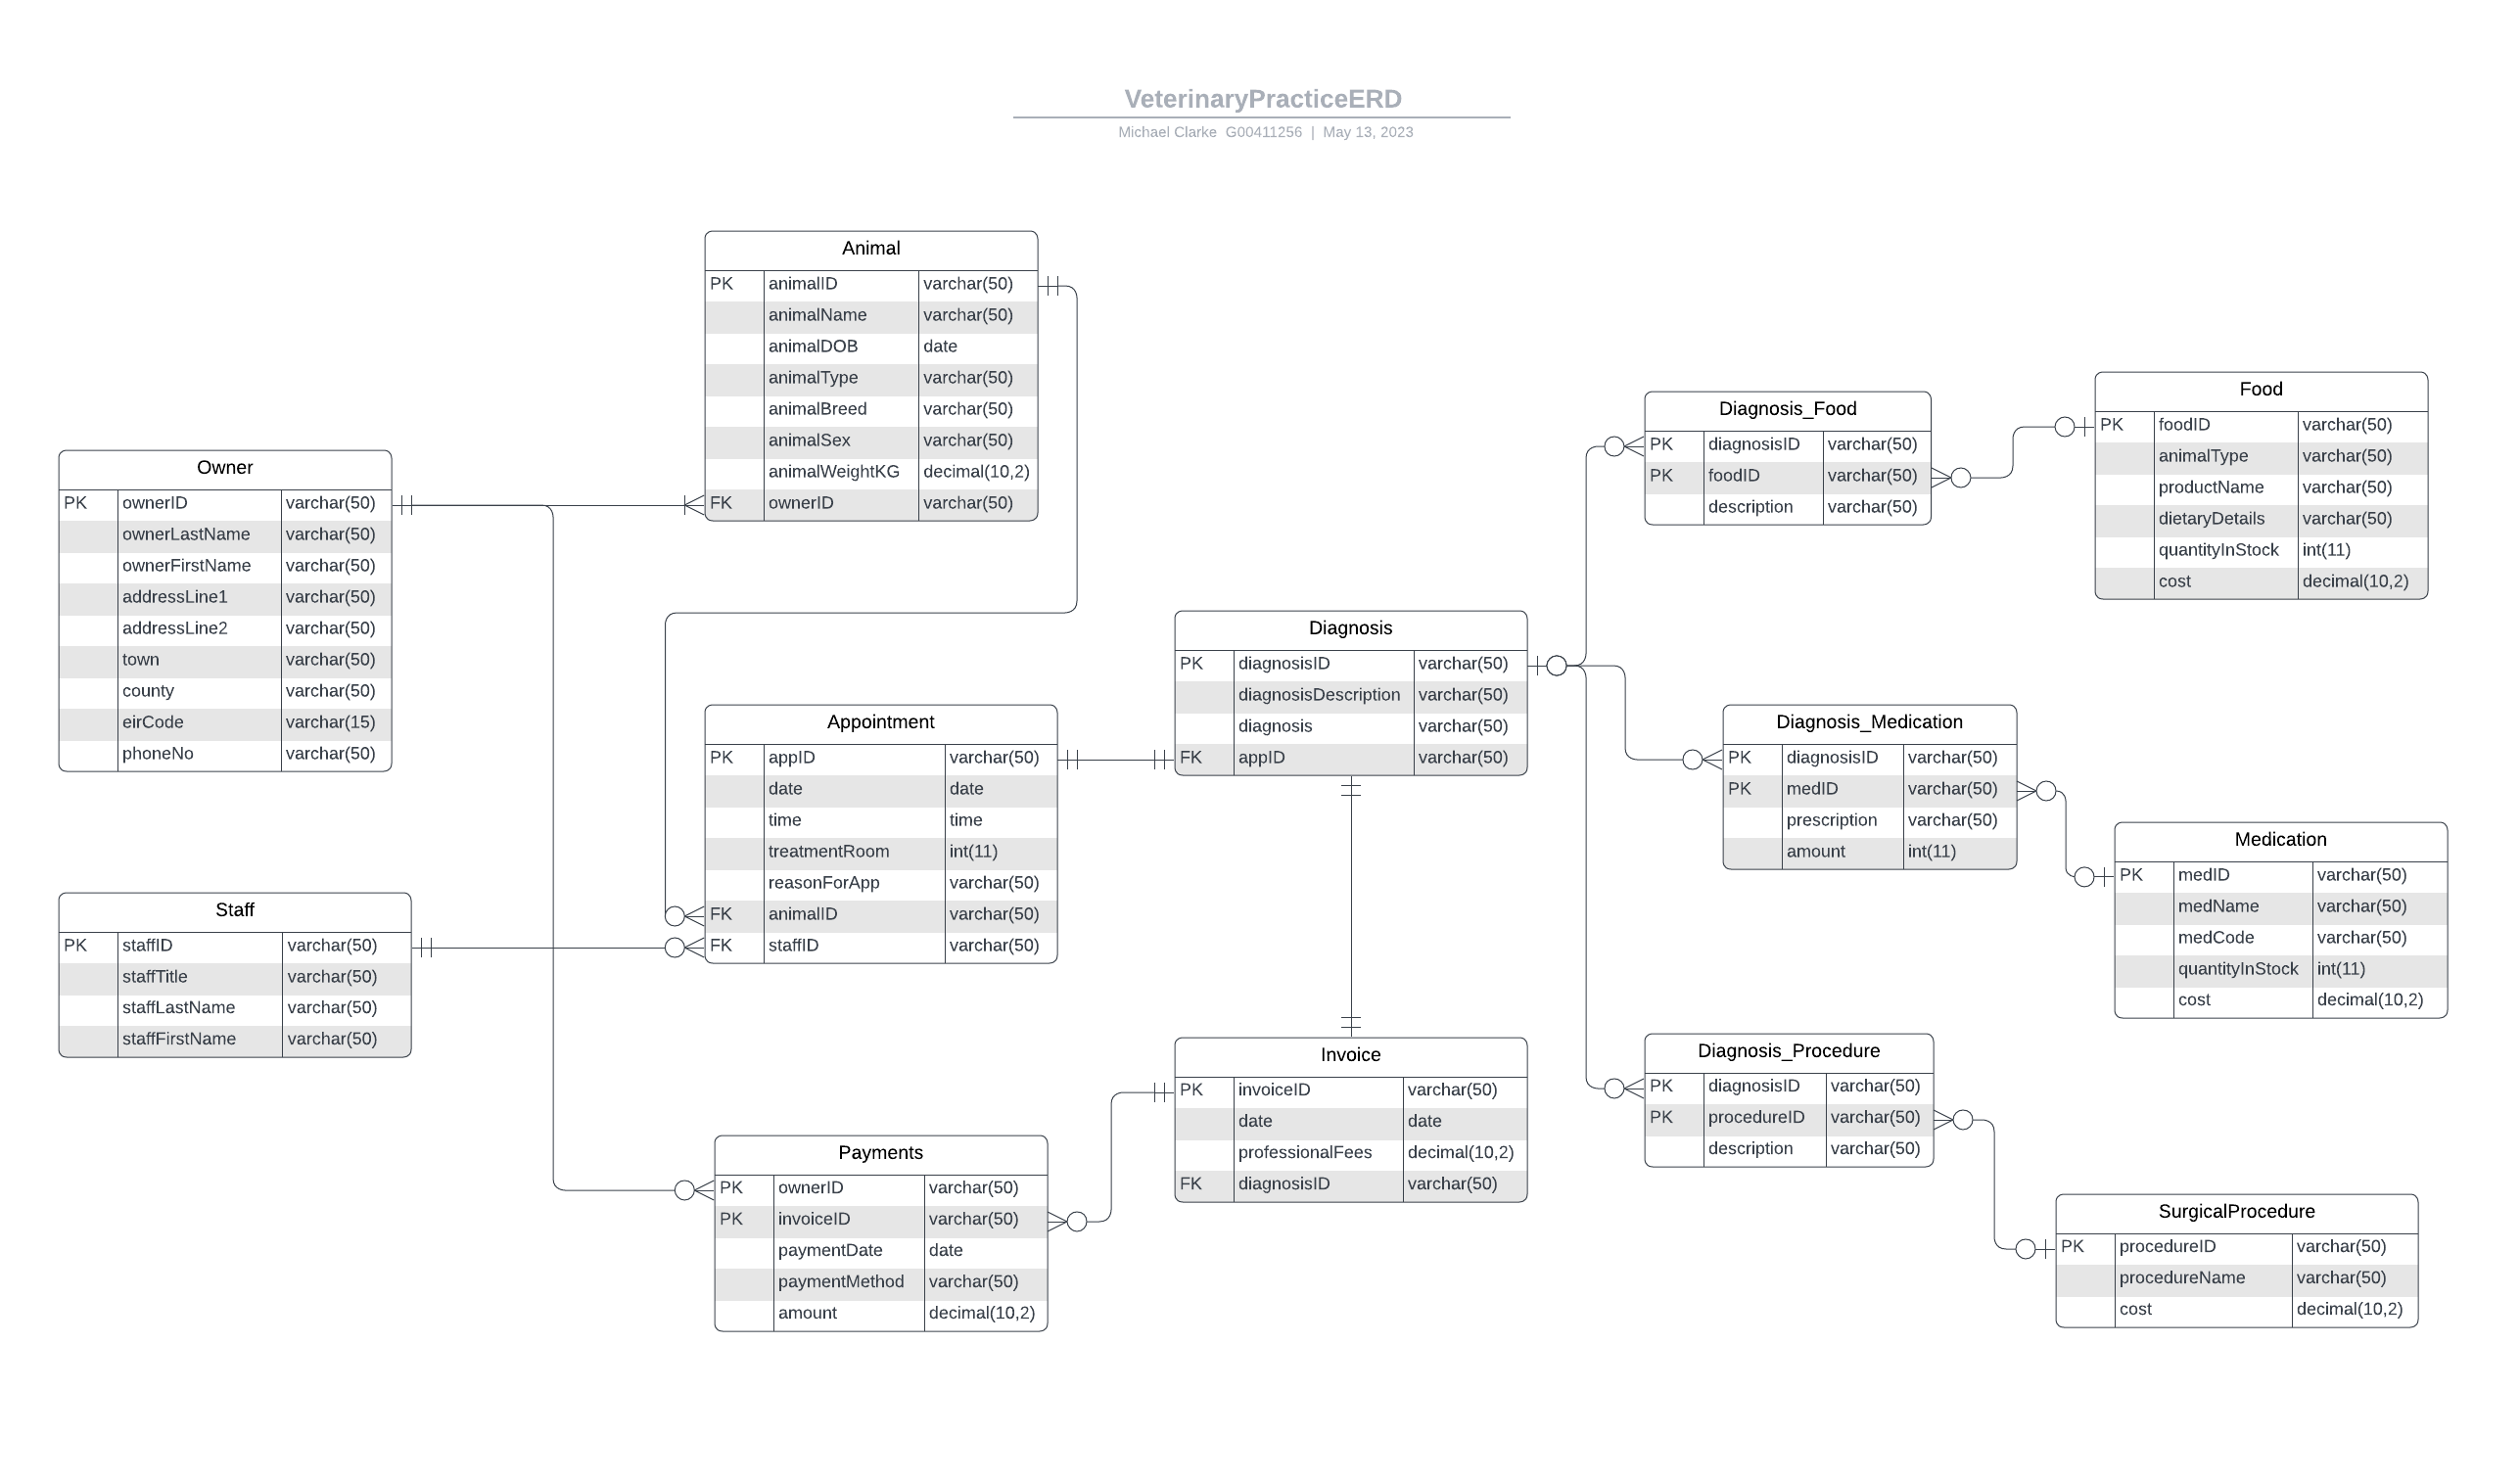 VeterinaryPracticeERD
Michael Clarke  G00411256  |  May 13, 2023
Animal
PK animalID varchar(50)
animalName varchar(50)
animalDOB date
animalType varchar(50)
animalBreed varchar(50)
animalSex varchar(50)
animalWeightKG decimal(10,2)
FK ownerID varchar(50)
Owner
PK ownerID varchar(50)
ownerLastName varchar(50)
ownerFirstName varchar(50)
addressLine1 varchar(50)
addressLine2 varchar(50)
town varchar(50)
county varchar(50)
eirCode varchar(15)
phoneNo varchar(50)
Staff
PK staffID varchar(50)
staffTitle varchar(50)
staffLastName varchar(50)
staffFirstName varchar(50)
Appointment
PK appID varchar(50)
date date
time time
treatmentRoom int(11)
reasonForApp varchar(50)
FK animalID varchar(50)
FK staffID varchar(50)
Payments
PK ownerID varchar(50)
PK invoiceID varchar(50)
paymentDate date
paymentMethod varchar(50)
amount decimal(10,2)
Diagnosis
PK diagnosisID varchar(50)
diagnosisDescription varchar(50)
diagnosis varchar(50)
FK appID varchar(50)
Invoice
PK invoiceID varchar(50)
date date
professionalFees decimal(10,2)
FK diagnosisID varchar(50)
Diagnosis_Food
PK diagnosisID varchar(50)
PK foodID varchar(50)
description varchar(50)
Food
PK foodID varchar(50)
animalType varchar(50)
productName varchar(50)
dietaryDetails varchar(50)
quantityInStock int(11)
cost decimal(10,2)
Diagnosis_Medication
PK diagnosisID varchar(50)
PK medID varchar(50)
prescription varchar(50)
amount int(11)
Medication
PK medID varchar(50)
medName varchar(50)
medCode varchar(50)
quantityInStock int(11)
cost decimal(10,2)
Diagnosis_Procedure
PK diagnosisID varchar(50)
PK procedureID varchar(50)
description varchar(50)
SurgicalProcedure
PK procedureID varchar(50)
procedureName varchar(50)
cost decimal(10,2)